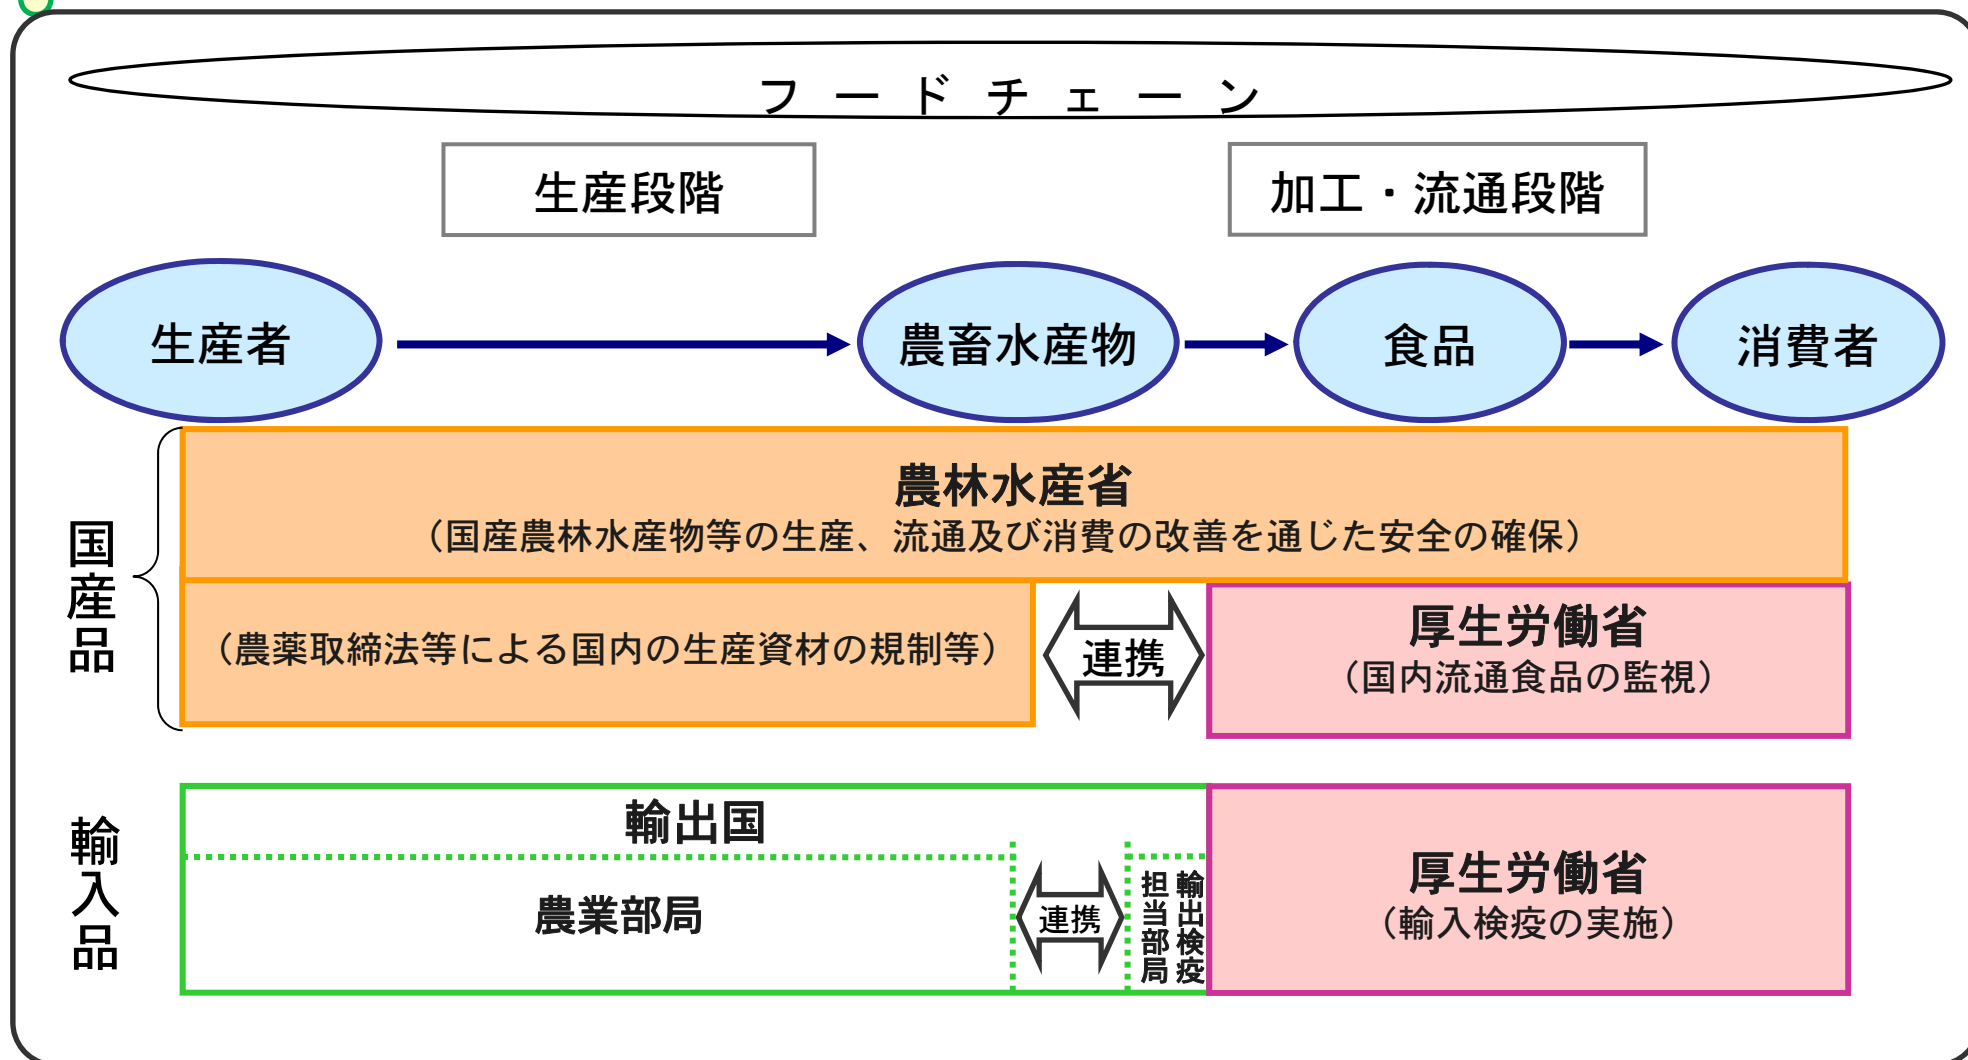 フードチェーン
生産段階
加工・流通段階
生産者
農畜水産物
食品
消費者
国産品
農林水産省
（国産農林水産物等の生産、流通及び消費の改善を通じた安全の確保）
（農薬取締法等による国内の生産資材の規制等）
連携
厚生労働省
（国内流通食品の監視）
輸入品
輸出国
農業部局
連携
輸出検疫
担当部局
厚生労働省
（輸入検疫の実施）